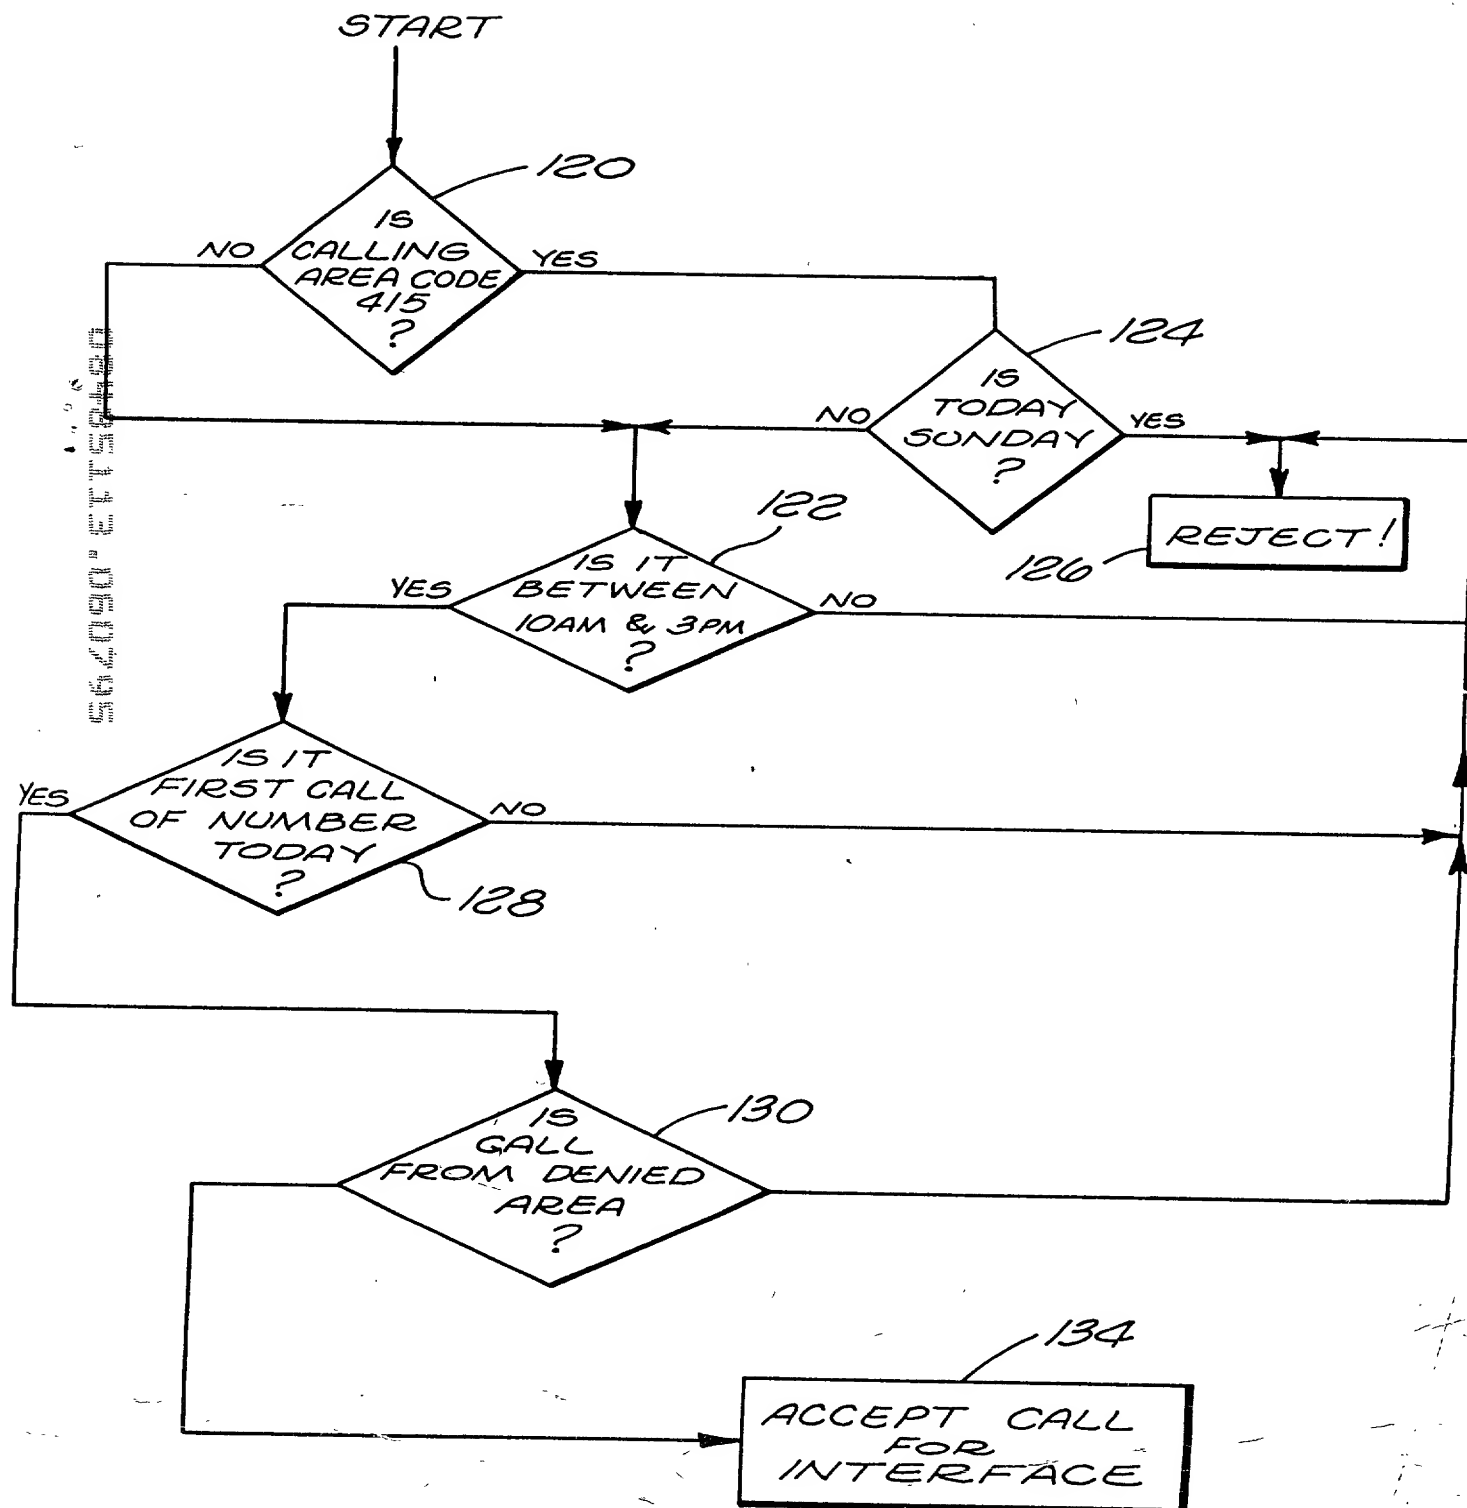 START
120
IS
CALLING
AREA CODE
415
?
NO
YES
124
IS
TODAY
SUNDAY
?
NO
YES
126
REJECT!
122
IS IT
BETWEEN
10AM & 3PM
?
YES
NO
IS IT
FIRST CALL
OF NUMBER
TODAY
?
YES
NO
128
130
IS
CALL
FROM DENIED
AREA
?
134
ACCEPT CALL
FOR
INTERFACE